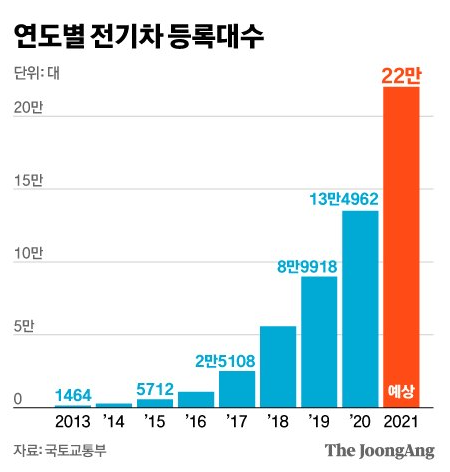 연도별 전기차 등록대수
단위: 대
22만
20만
13만4962
15만
8만9918
10만
2만5108
5만
1464
5712
예상
0
2013 ’14 ’15 ’16 ’17 ’18 ’19 ’20 2021
자료: 국토교통부
The JoongAng